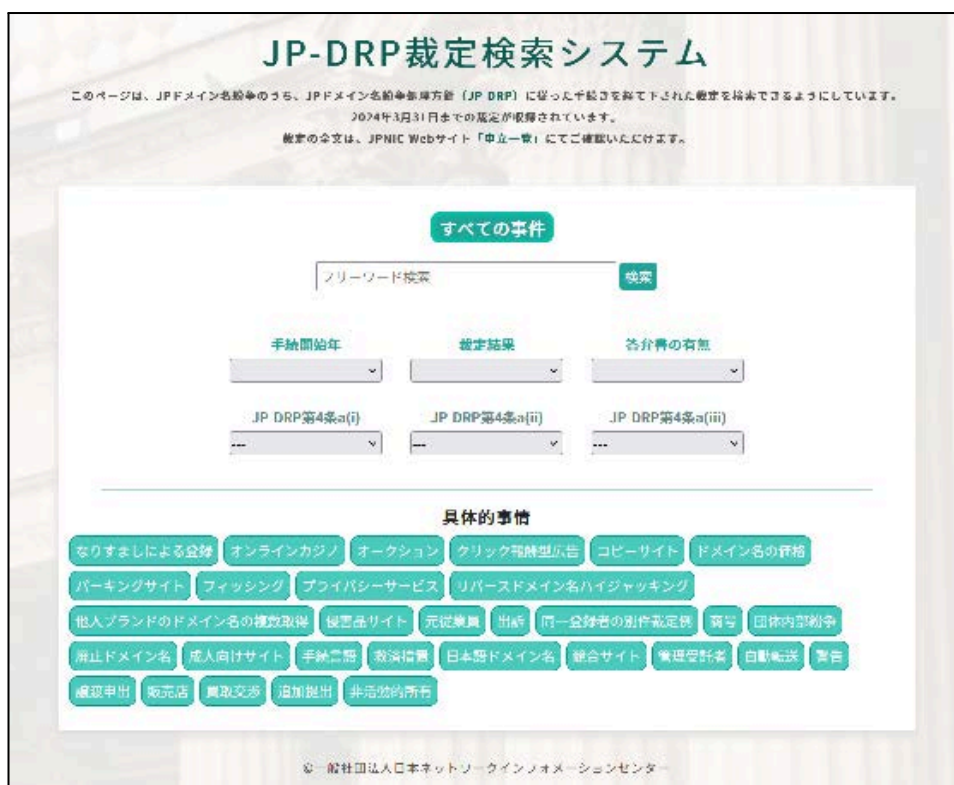 JP-DRP裁定検索システム
このページは、JPドメイン名紛争のうち、JPドメイン名紛争処理方針（JP DRP）に従った手続きを経て下された裁定を検索できるようにしています。
2024年3月31日までの裁定が収録されています。
裁定の全文は、JPNIC Webサイト「申立一覧」にてご確認いただけます。
すべての事件
フリーワード検索 検索
手続開始年 裁定結果 答弁書の有無
JP DRP第4条a(i) JP DRP第4条a(ii) JP DRP第4条a(iii)
--- --- ---
具体的事情
なりすましによる登録 オンラインカジノ オークション クリック報酬型広告 コピーサイト ドメイン名の価格
パーキングサイト フィッシング プライバシーサービス リバースドメイン名ハイジャッキング
他人ブランドのドメイン名の複数取得 侵害品サイト 元従業員 出訴 同一登録者の別件裁定例 商号 団体内部紛争
廃止ドメイン名 成人向けサイト 手続言語 救済措置 日本語ドメイン名 競合サイト 管理受託者 自動転送 警告
譲渡申出 販売店 買取交渉 追加提出 非活動的所有
©一般社団法人日本ネットワークインフォメーションセンター